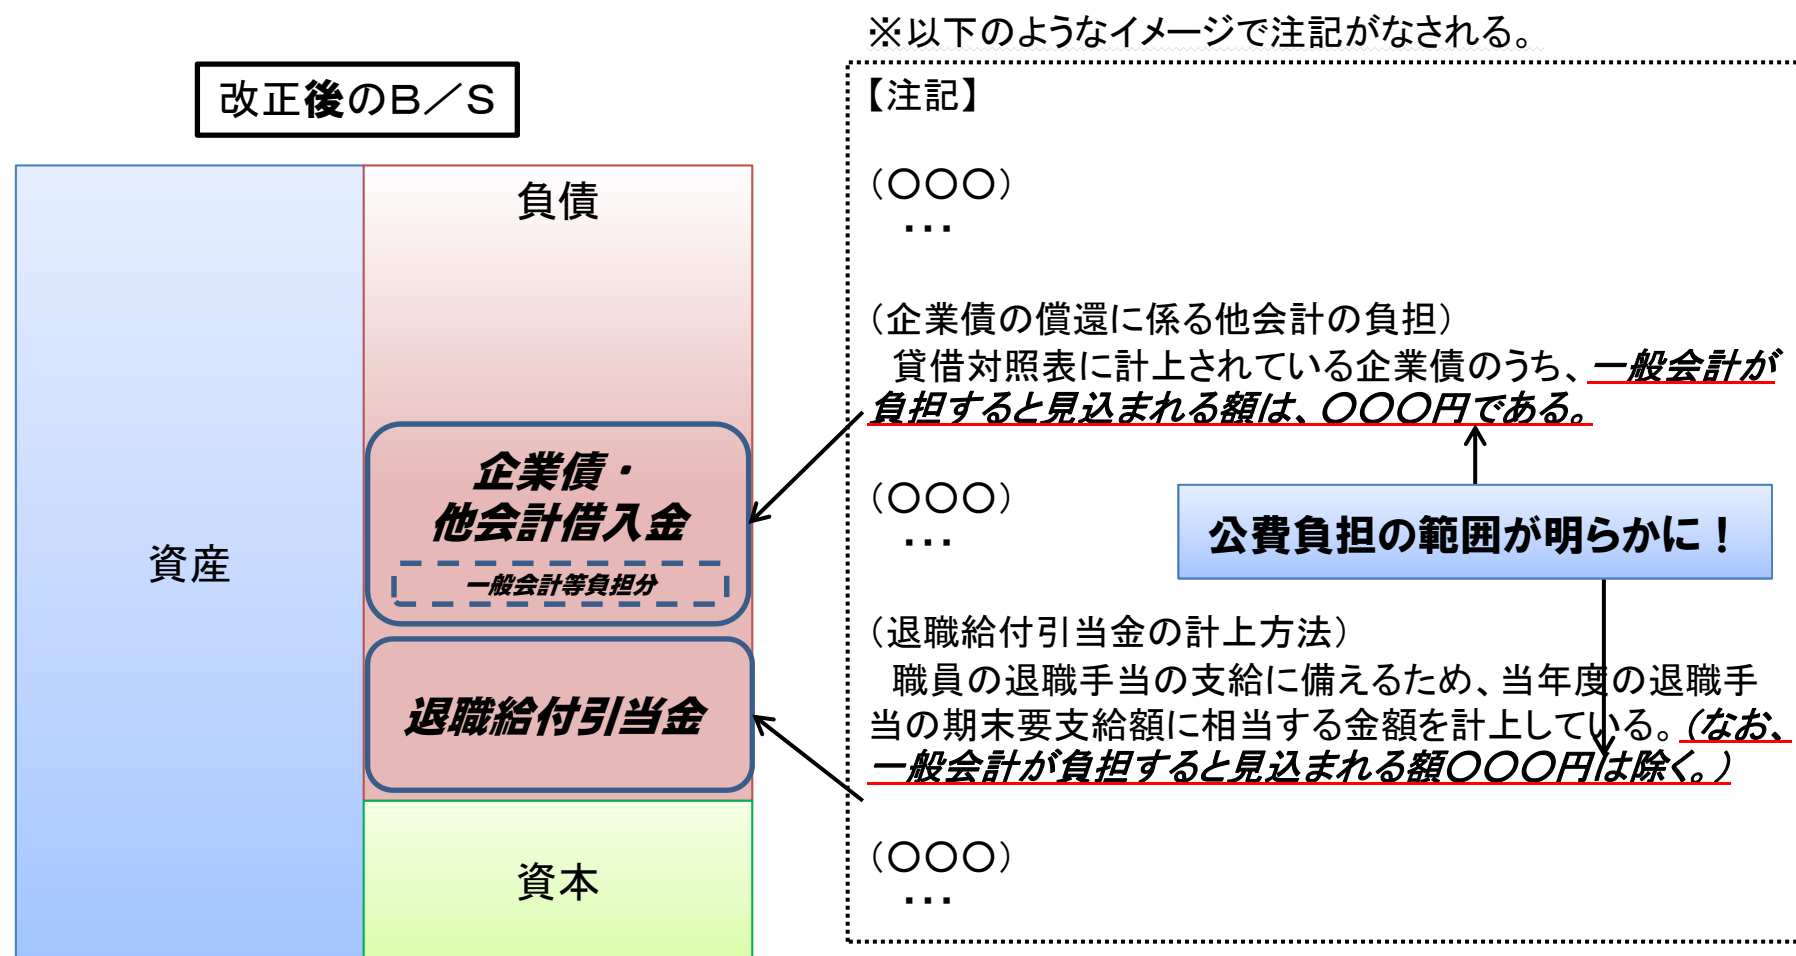 改正後のB／S
資産
負債
企業債・
他会計借入金
一般会計等負担分
退職給付引当金
資本
※以下のようなイメージで注記がなされる。
【注記】
（〇〇〇）
・・・
（企業債の償還に係る他会計の負担）
貸借対照表に計上されている企業債のうち、一般会計が
負担すると見込まれる額は、〇〇〇円である。
（〇〇〇）
・・・
公費負担の範囲が明らかに！
（退職給付引当金の計上方法）
職員の退職手当の支給に備えるため、当年度の退職手
当の期末要支給額に相当する金額を計上している。（なお、
一般会計が負担すると見込まれる額〇〇〇円は除く。）
（〇〇〇）
・・・